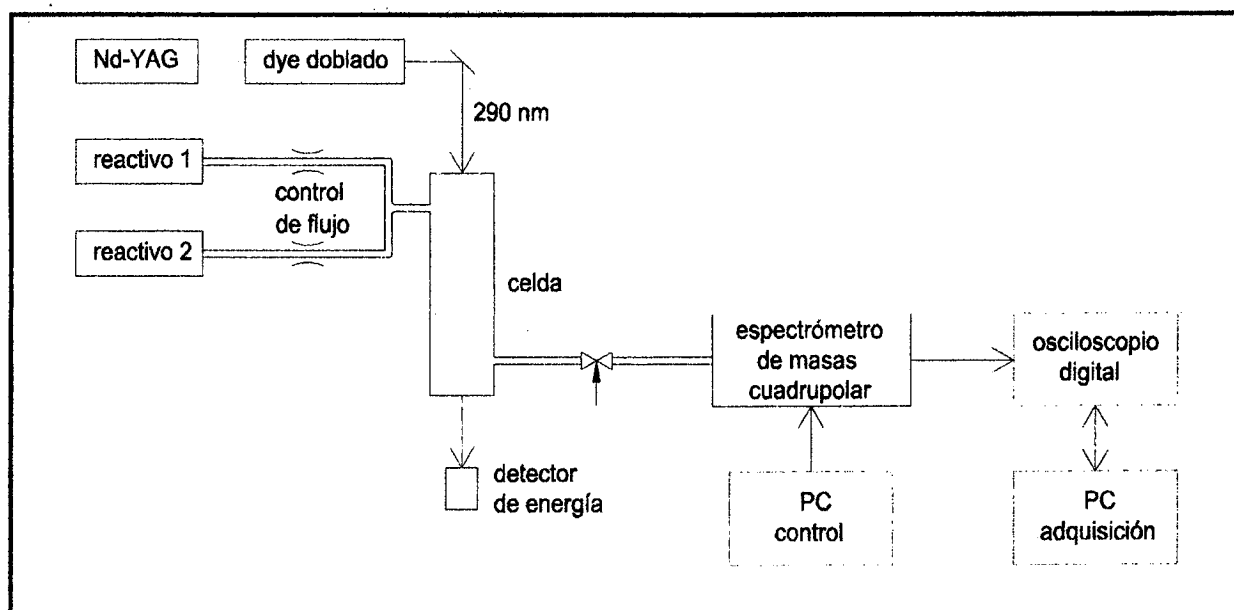 Nd-YAG
dye doblado
290 nm
reactivo 1
control
de flujo
reactivo 2
celda
espectrómetro
de masas
cuadrupolar
osciloscopio
digital
detector
de energía
PC
control
PC
adquisición